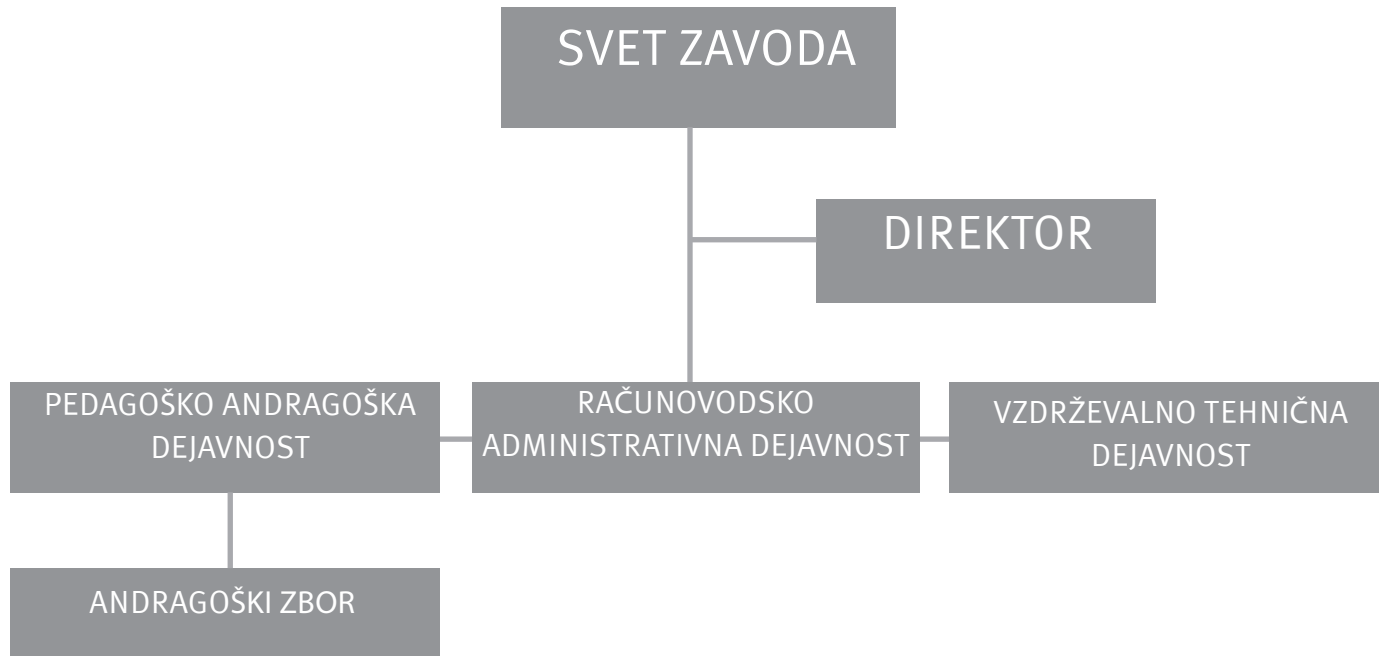 SVET ZAVODA
DIREKTOR
PEDAGOŠKO ANDRAGOŠKA
DEJAVNOST
RAČUNOVODSKO
ADMINISTRATIVNA DEJAVNOST
VZDRŽEVALNO TEHNIČNA
DEJAVNOST
ANDRAGOŠKI ZBOR